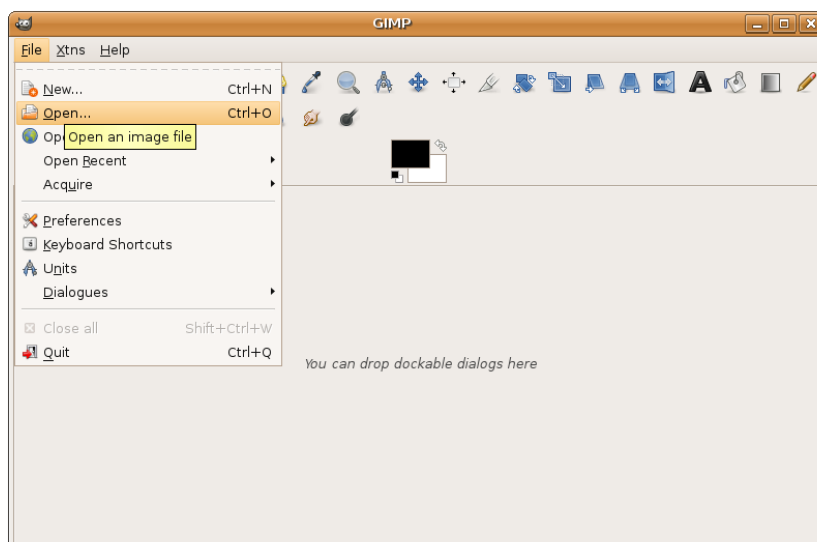 GIMP
File Xtns Help
New... Ctrl+N
Open... Ctrl+O
Open an image file
Open Recent
Acquire
Preferences
Keyboard Shortcuts
Units
Dialogues
Close all Shift+Ctrl+W
Quit Ctrl+Q
You can drop dockable dialogs here